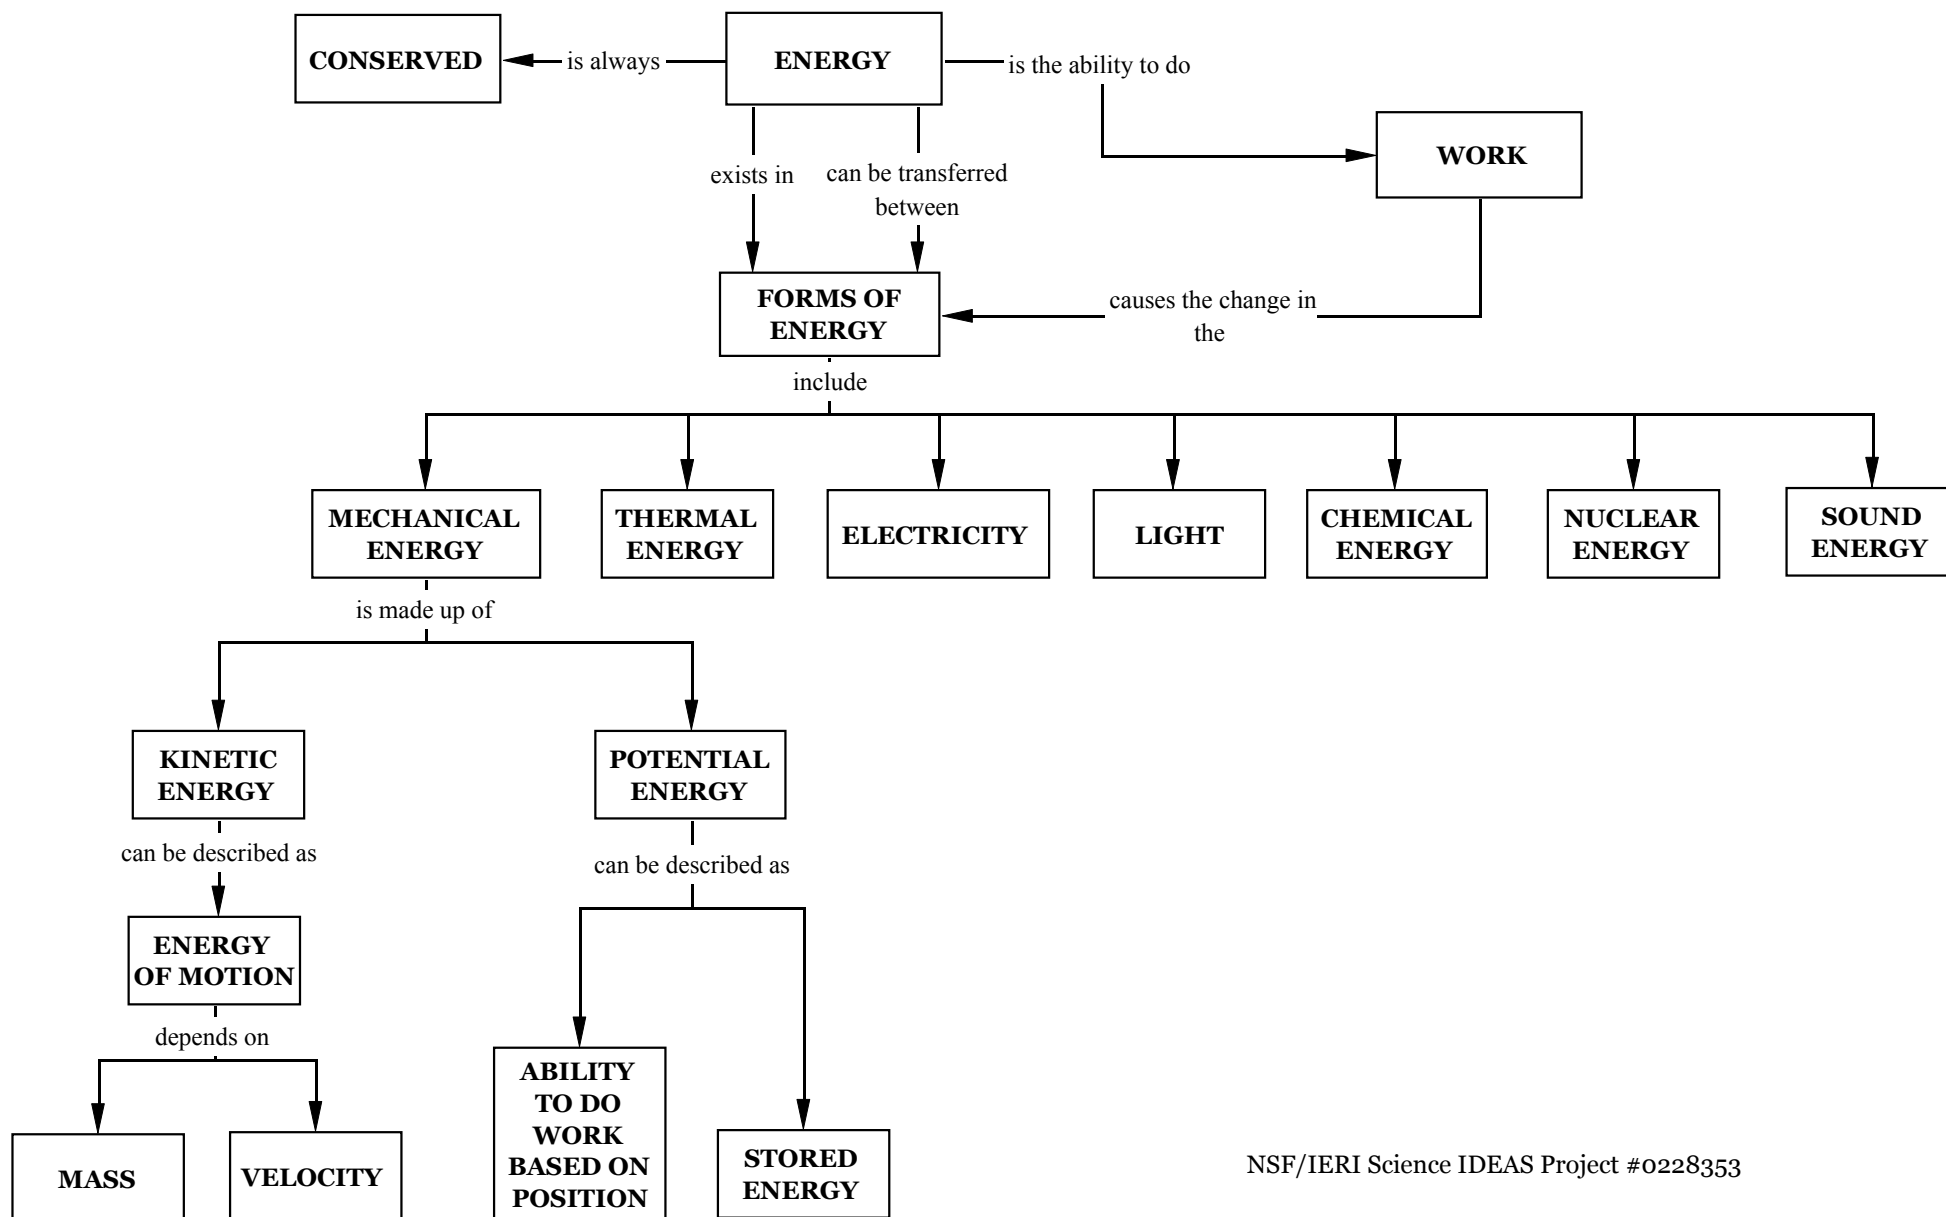 CONSERVED
is always
ENERGY
is the ability to do
WORK
exists in
can be transferred
between
FORMS OF
ENERGY
causes the change in
the
include
MECHANICAL
ENERGY
THERMAL
ENERGY
ELECTRICITY
LIGHT
CHEMICAL
ENERGY
NUCLEAR
ENERGY
SOUND
ENERGY
is made up of
KINETIC
ENERGY
POTENTIAL
ENERGY
can be described as
can be described as
ENERGY
OF MOTION
depends on
MASS
VELOCITY
ABILITY
TO DO
WORK
BASED ON
POSITION
STORED
ENERGY
NSF/IERI Science IDEAS Project #0228353